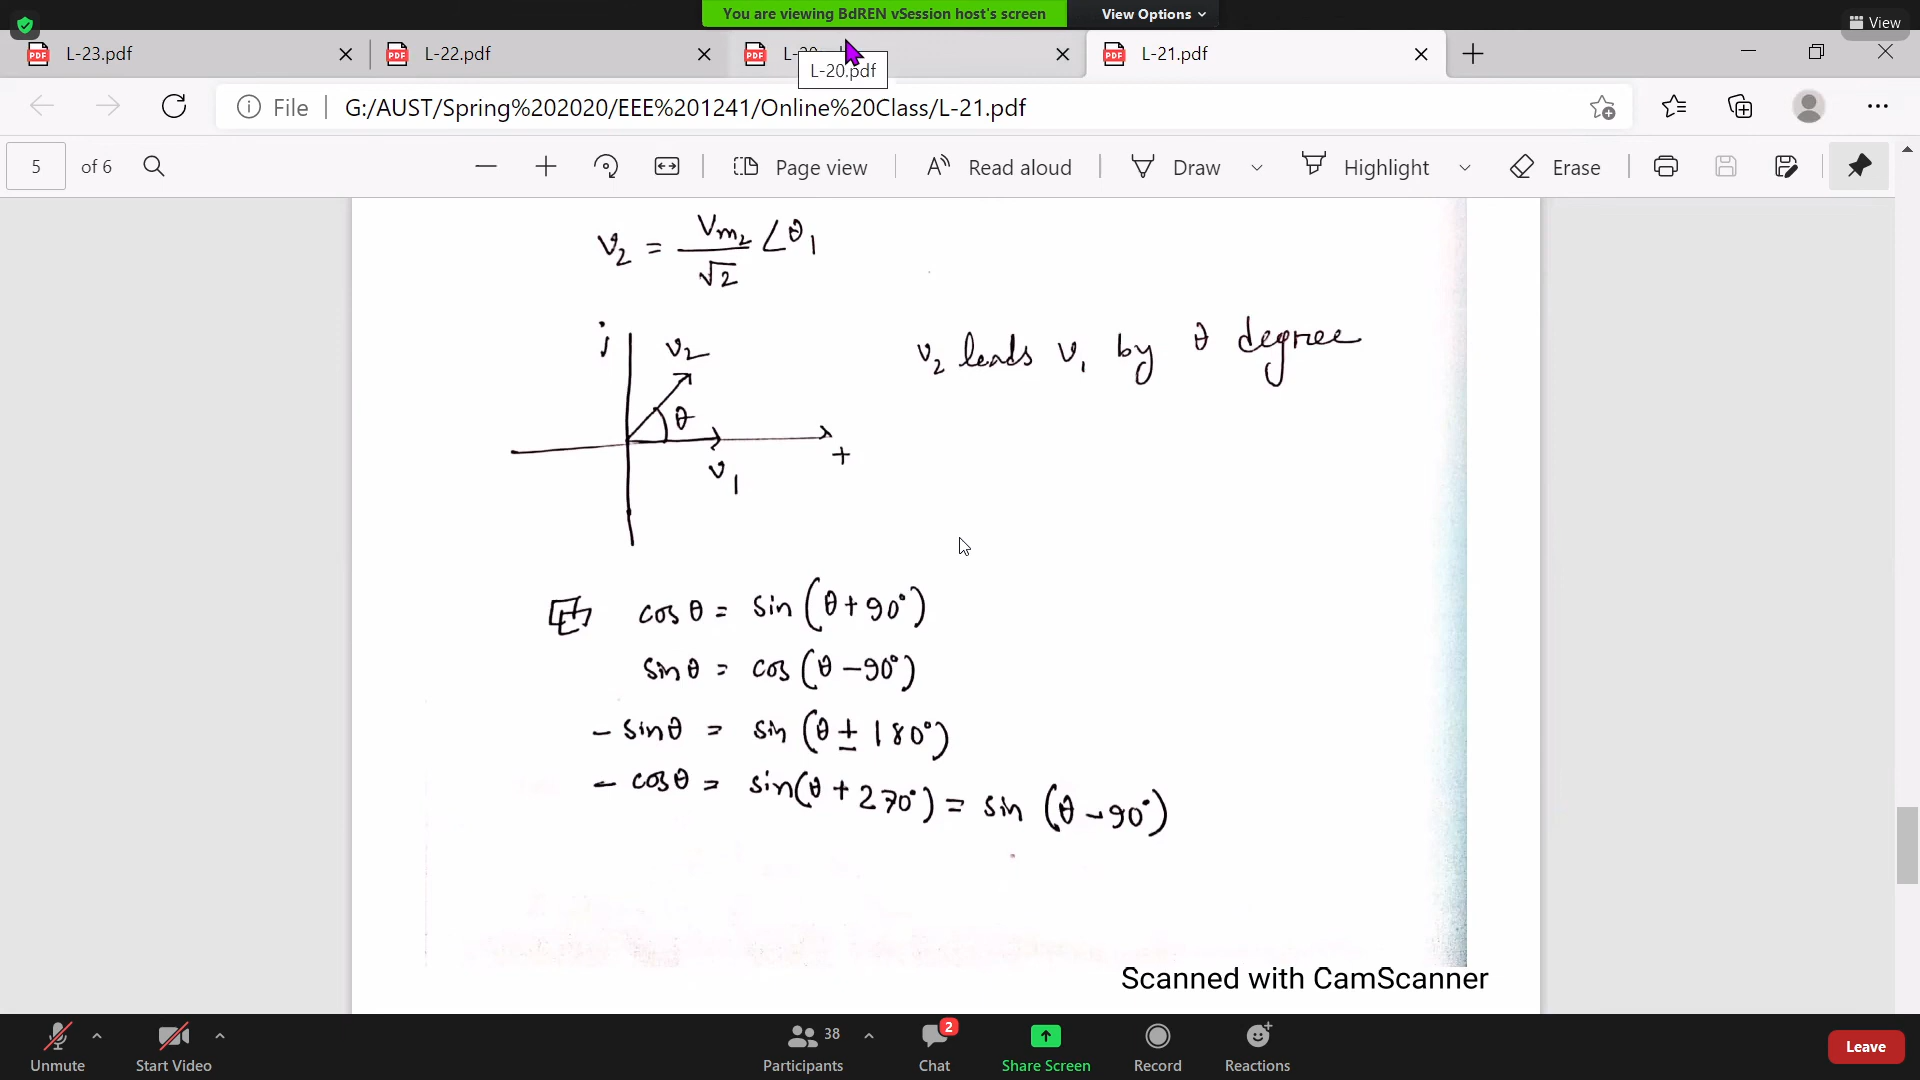 You are viewing BdREN vSession host's screen
View Options
View
L-23.pdf
L-22.pdf
L-20.pdf
L-21.pdf
File
G:/AUST/Spring%202020/EEE%201241/Online%20Class/L-21.pdf
5 of 6
Page view
Read aloud
Draw
Highlight
Erase
V₂ = Vm₂/√2 ∠θ₁
j
V₂
θ
V₁
+
V₂ leads V₁ by θ degree
cos θ = sin (θ + 90°)
sin θ = cos (θ - 90°)
- sin θ = sin (θ ± 180°)
- cos θ = sin(θ + 270°) = sin (θ - 90°)
Scanned with CamScanner
Unmute
Start Video
38
Participants
2
Chat
Share Screen
Record
Reactions
Leave